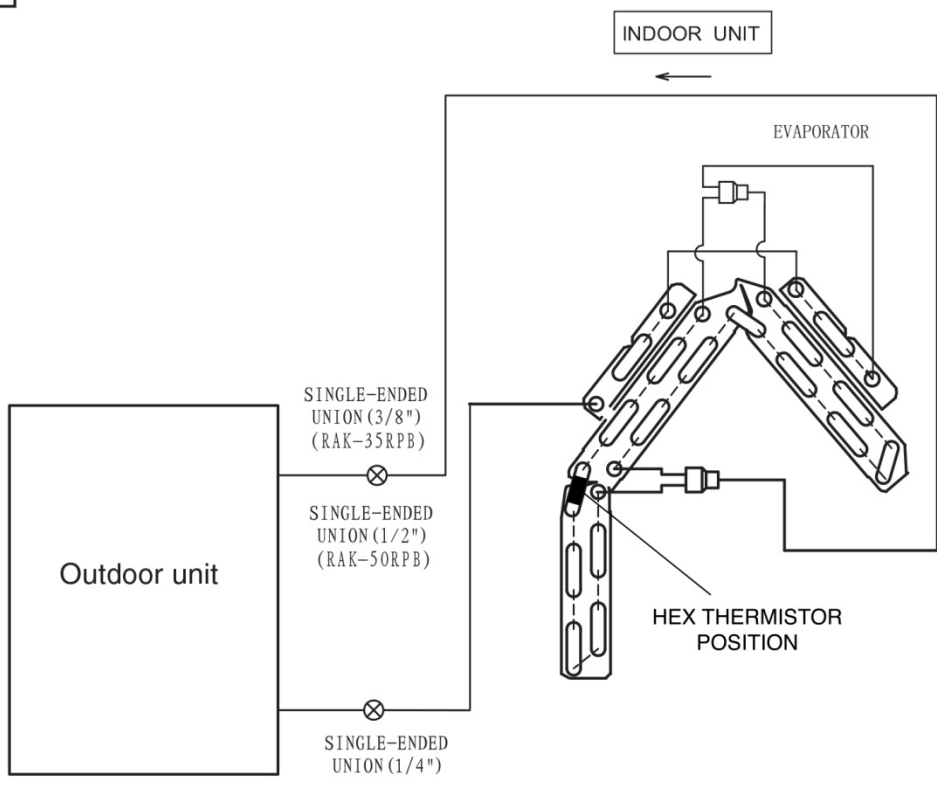 INDOOR UNIT
EVAPORATOR
SINGLE-ENDED
UNION(3/8")
(RAK-35RPB)
SINGLE-ENDED
UNION(1/2")
(RAK-50RPB)
Outdoor unit
HEX THERMISTOR
POSITION
SINGLE-ENDED
UNION(1/4")